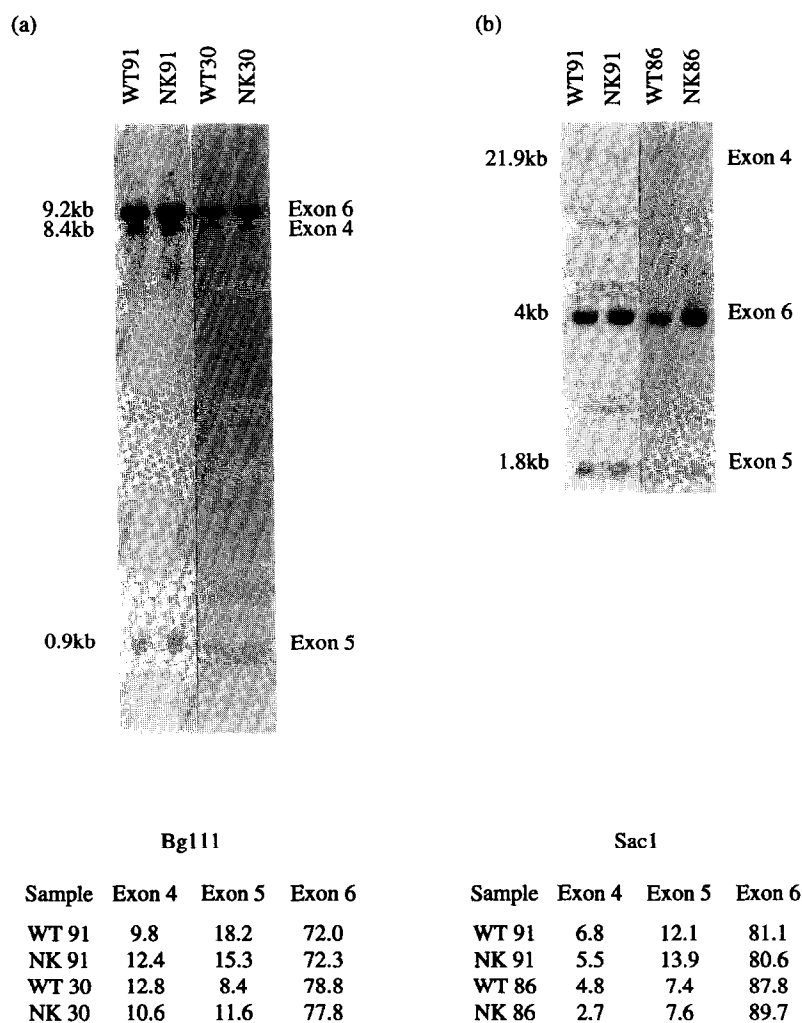 (a)
WT91 NK91 WT30 NK30
9.2kb Exon 6
8.4kb Exon 4
0.9kb Exon 5
(b)
WT91 NK91 WT86 NK86
21.9kb Exon 4
4kb Exon 6
1.8kb Exon 5
Bg111
Sample Exon 4 Exon 5 Exon 6
WT 91 9.8 18.2 72.0
NK 91 12.4 15.3 72.3
WT 30 12.8 8.4 78.8
NK 30 10.6 11.6 77.8
Sac1
Sample Exon 4 Exon 5 Exon 6
WT 91 6.8 12.1 81.1
NK 91 5.5 13.9 80.6
WT 86 4.8 7.4 87.8
NK 86 2.7 7.6 89.7